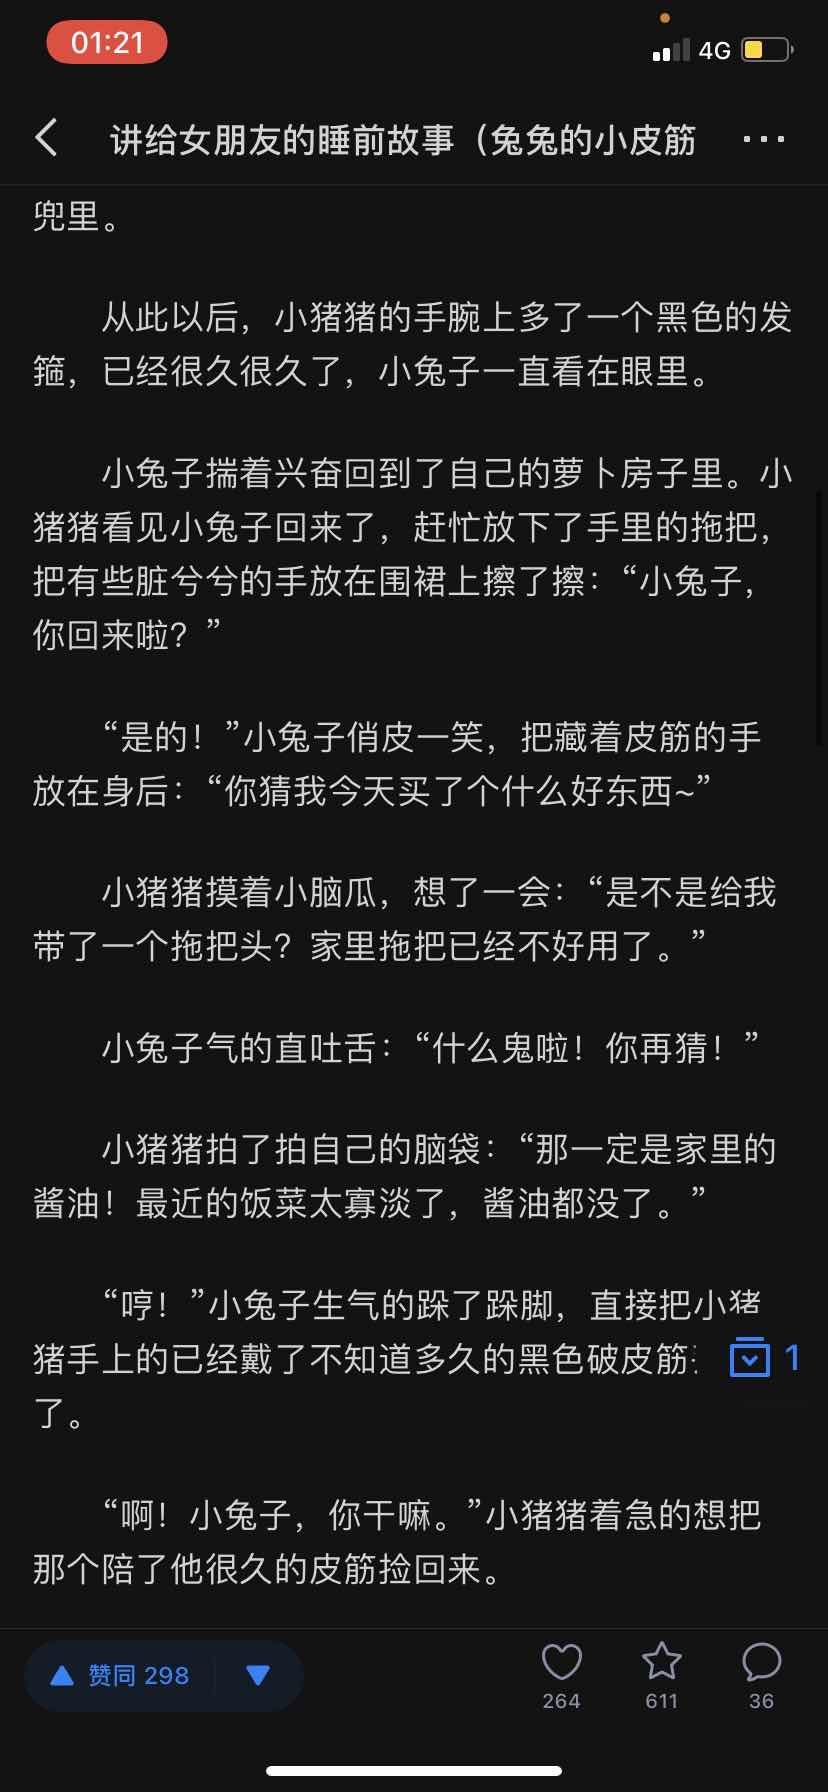 01:21
4G
讲给女朋友的睡前故事（兔兔的小皮筋
兜里。
从此以后，小猪猪的手腕上多了一个黑色的发
箍，已经很久很久了，小兔子一直看在眼里。
小兔子揣着兴奋回到了自己的萝卜房子里。小
猪猪看见小兔子回来了，赶忙放下了手里的拖把，
把有些脏兮兮的手放在围裙上擦了擦：“小兔子，
你回来啦？”
“是的！”小兔子俏皮一笑，把藏着皮筋的手
放在身后：“你猜我今天买了个什么好东西~”
小猪猪摸着小脑瓜，想了一会：“是不是给我
带了一个拖把头？家里拖把已经不好用了。”
小兔子气的直吐舌：“什么鬼啦！你再猜！”
小猪猪拍了拍自己的脑袋：“那一定是家里的
酱油！最近的饭菜太寡淡了，酱油都没了。”
“哼！”小兔子生气的跺了跺脚，直接把小猪
猪手上的已经戴了不知道多久的黑色破皮筋
1
了。
“啊！小兔子，你干嘛。”小猪猪着急的想把
那个陪了他很久的皮筋捡回来。
赞同 298
264
611
36